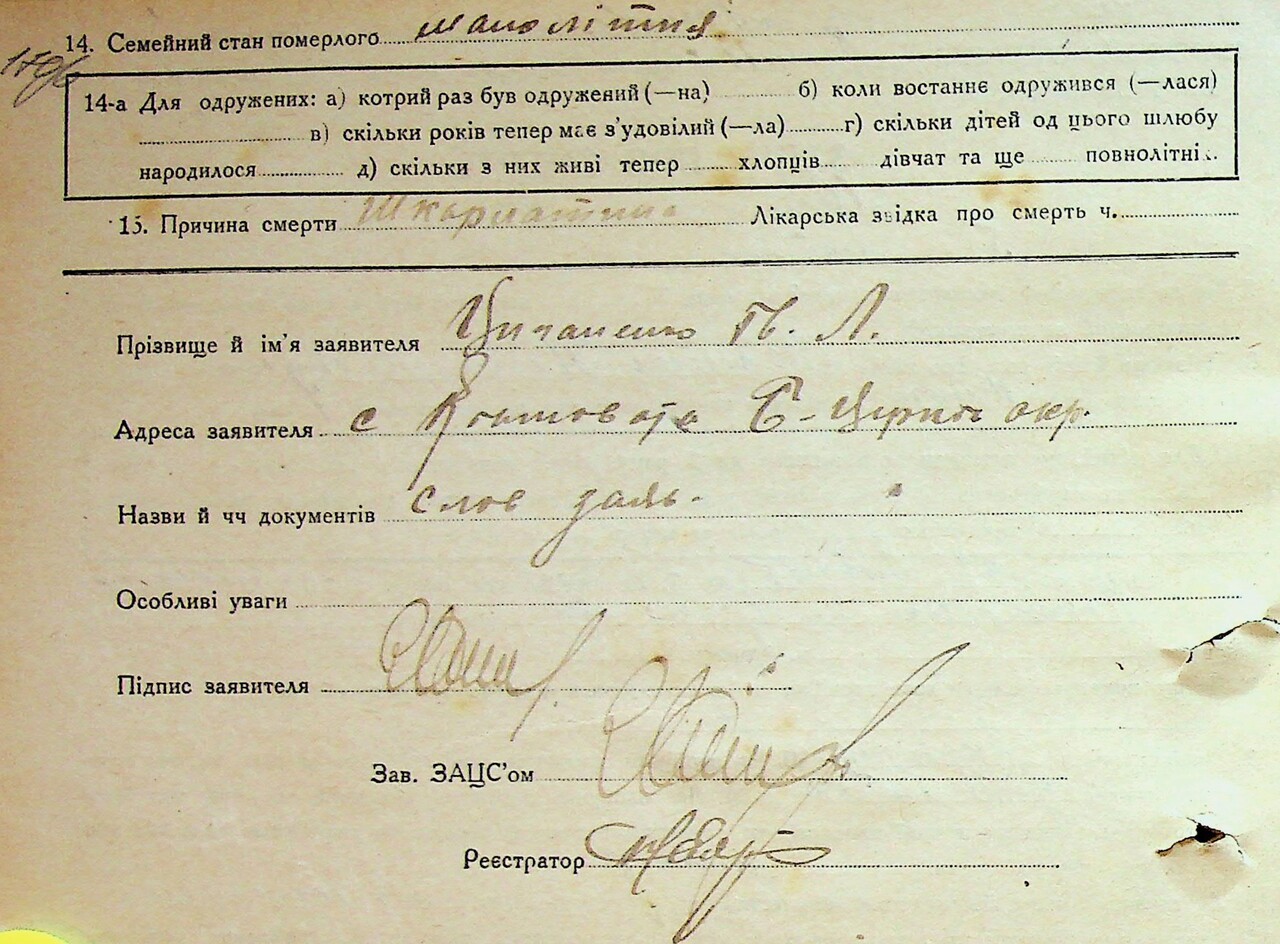 14. Семейний стан померлого малолітня
14-а Для одружених: а) котрий раз був одружений (—на) б) коли востаннє одружився (—лася)
в) скільки років тепер має з'удовілий (—ла) г) скільки дітей од цього шлюбу
народилося д) скільки з них живі тепер хлопців дівчат та ще повнолітні
15. Причина смерти Шкарлатина Лікарська звідка про смерть ч.
Прізвище й ім'я заявителя Циганенко Л.
Адреса заявителя с Б-Церків окр.
Назви й чч документів слов заяв.
Особливі уваги
Підпис заявителя
Зав. ЗАЦС'ом
Реєстратор